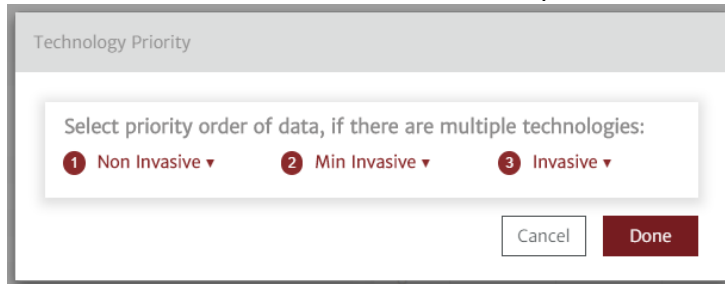 Technology Priority
Select priority order of data, if there are multiple technologies:
1 Non Invasive ▾ 2 Min Invasive ▾ 3 Invasive ▾
Cancel Done